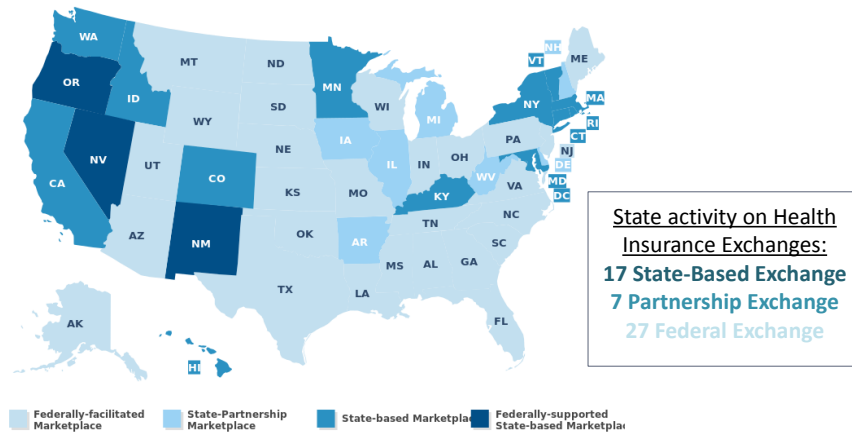 WA
MT
ND
MN
VT
NH
ME
OR
ID
SD
WI
NY
MA
WY
MI
RI
IA
PA
CT
NE
NJ
NV
UT
IL
IN
OH
DE
CA
CO
WV
MD
KS
MO
KY
VA
DC
NC
TN
AZ
NM
OK
AR
SC
MS
AL
GA
TX
LA
FL
AK
HI
State activity on Health
Insurance Exchanges:
17 State-Based Exchange
7 Partnership Exchange
27 Federal Exchange
Federally-facilitated
Marketplace
State-Partnership
Marketplace
State-based Marketplac
Federally-supported
State-based Marketplac